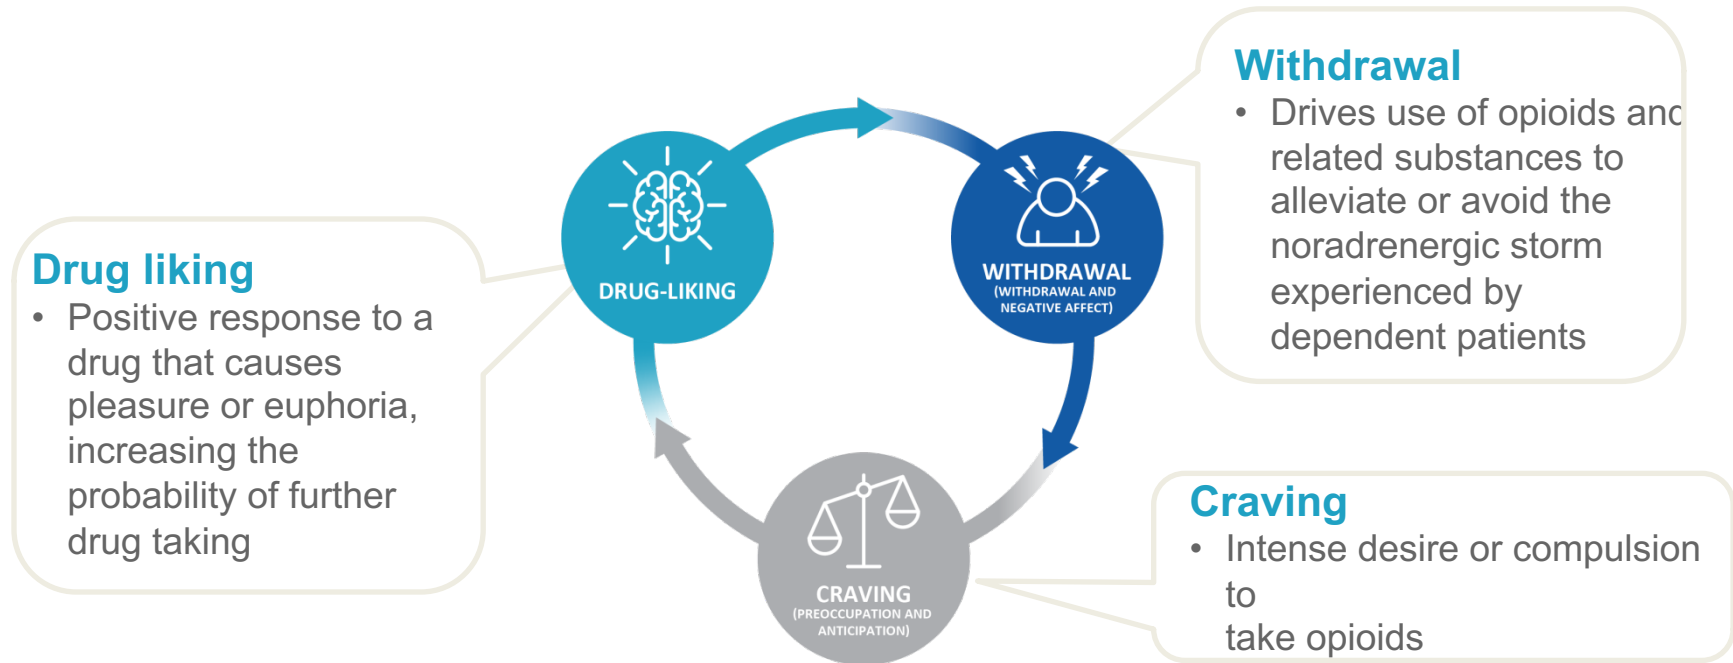 Drug liking
• Positive response to a
drug that causes
pleasure or euphoria,
increasing the
probability of further
drug taking
DRUG-LIKING
WITHDRAWAL
(WITHDRAWAL AND
NEGATIVE AFFECT)
CRAVING
(PREOCCUPATION AND
ANTICIPATION)
Withdrawal
• Drives use of opioids and
related substances to
alleviate or avoid the
noradrenergic storm
experienced by
dependent patients
Craving
• Intense desire or compulsion
to
take opioids